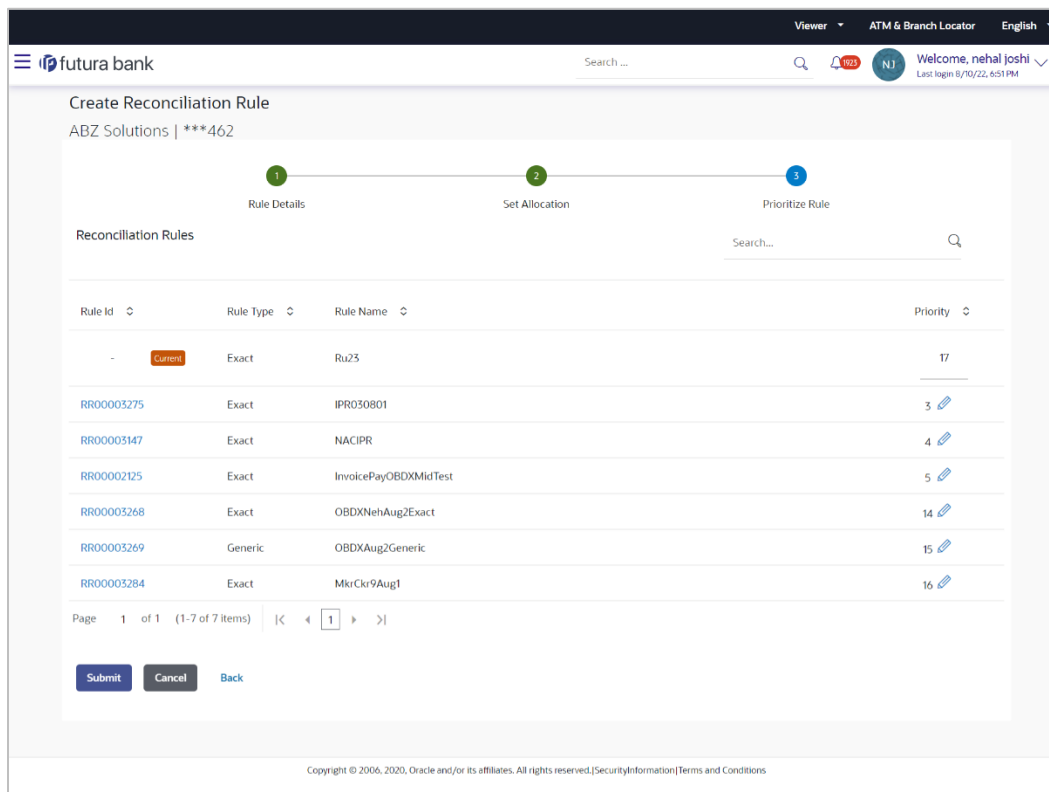 Viewer ATM & Branch Locator English
futura bank Search ... 1923 NJ Welcome, nehal joshi
Last login 8/10/22, 6:51 PM
Create Reconciliation Rule
ABZ Solutions | ***462
1 2 3
Rule Details Set Allocation Prioritize Rule
Reconciliation Rules Search...
Rule Id Rule Type Rule Name Priority
- Current Exact Ru23 17
RR00003275 Exact IPR030801 3
RR00003147 Exact NACIPR 4
RR00002125 Exact InvoicePayOBDXMidTest 5
RR00003268 Exact OBDXNehAug2Exact 14
RR00003269 Generic OBDXAug2Generic 15
RR00003284 Exact MkrCkr9Aug1 16
Page 1 of 1 (1-7 of 7 items) 1
Submit Cancel Back
Copyright © 2006, 2020, Oracle and/or its affiliates. All rights reserved.|SecurityInformation|Terms and Conditions